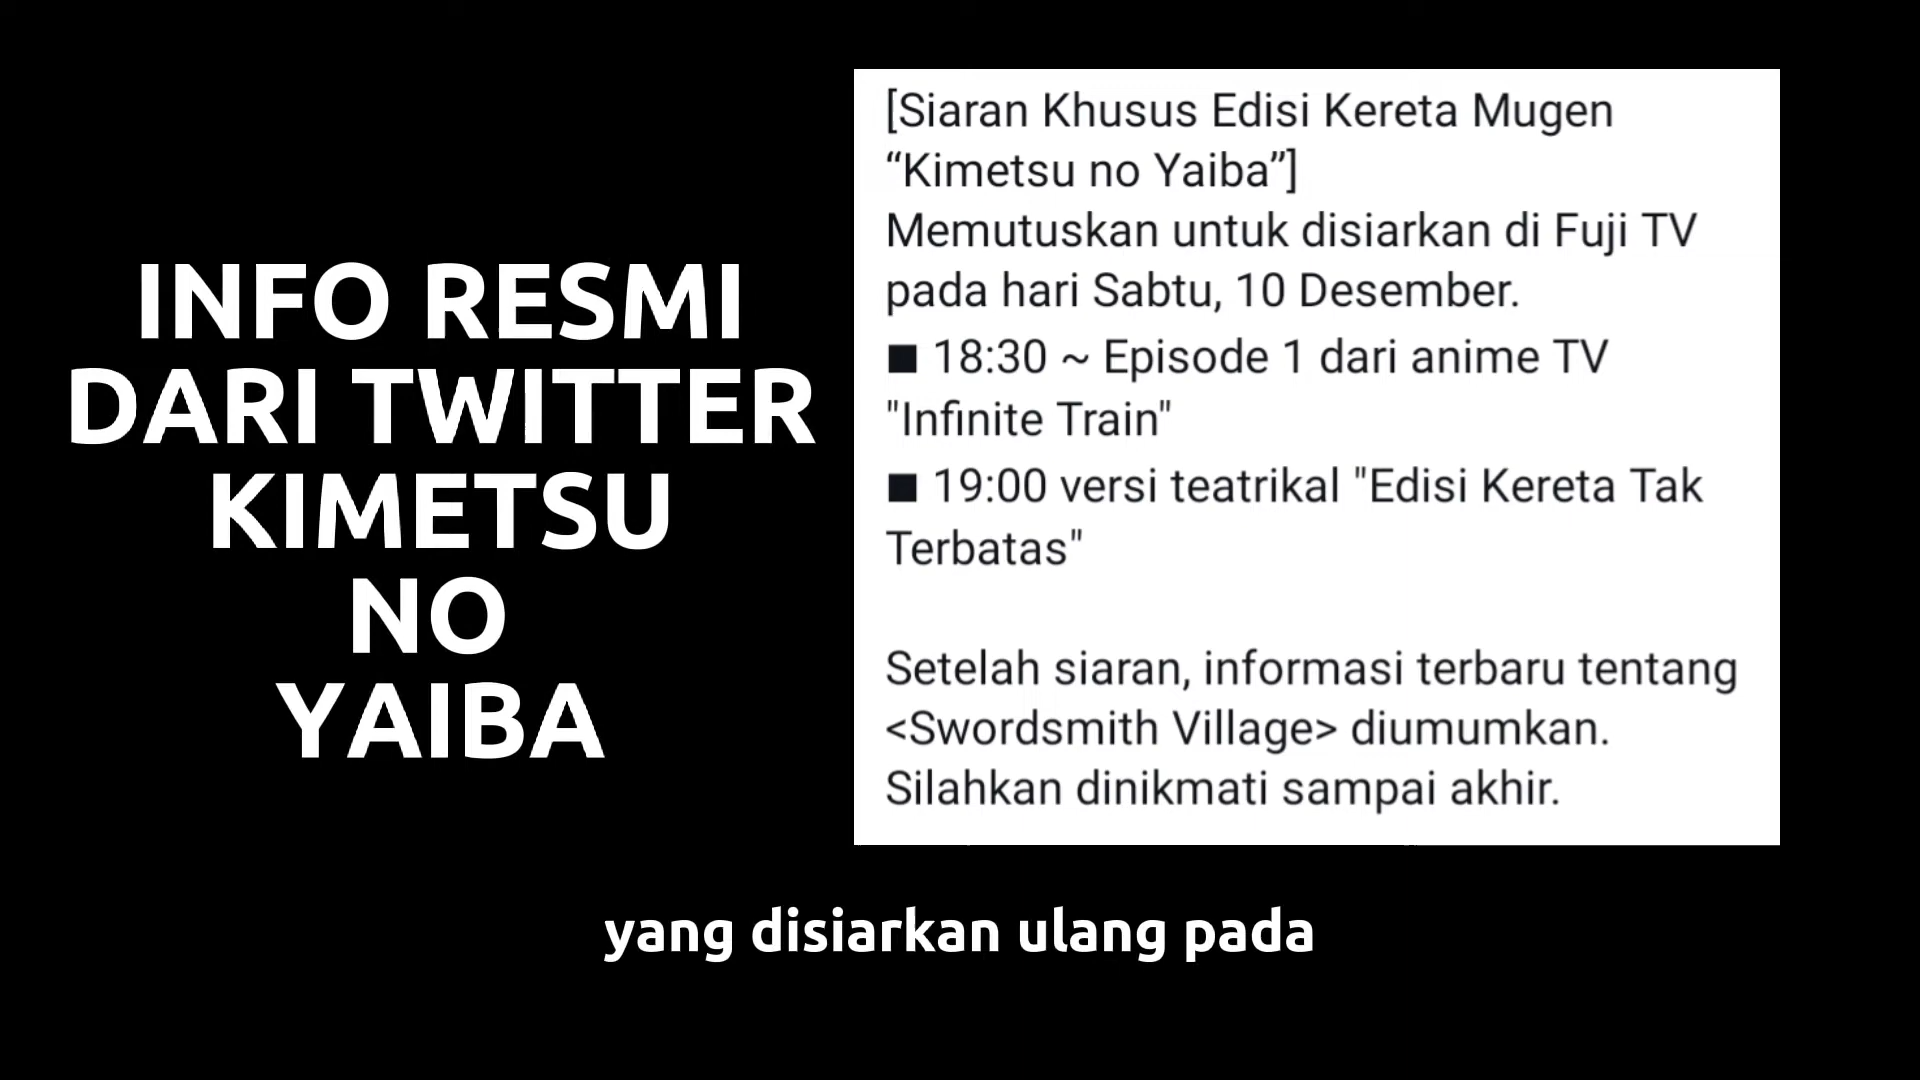 INFO RESMI
DARI TWITTER
KIMETSU
NO
YAIBA
[Siaran Khusus Edisi Kereta Mugen
“Kimetsu no Yaiba”]
Memutuskan untuk disiarkan di Fuji TV
pada hari Sabtu, 10 Desember.
■ 18:30 ~ Episode 1 dari anime TV
"Infinite Train"
■ 19:00 versi teatrikal "Edisi Kereta Tak
Terbatas"
Setelah siaran, informasi terbaru tentang
<Swordsmith Village> diumumkan.
Silahkan dinikmati sampai akhir.
yang disiarkan ulang pada